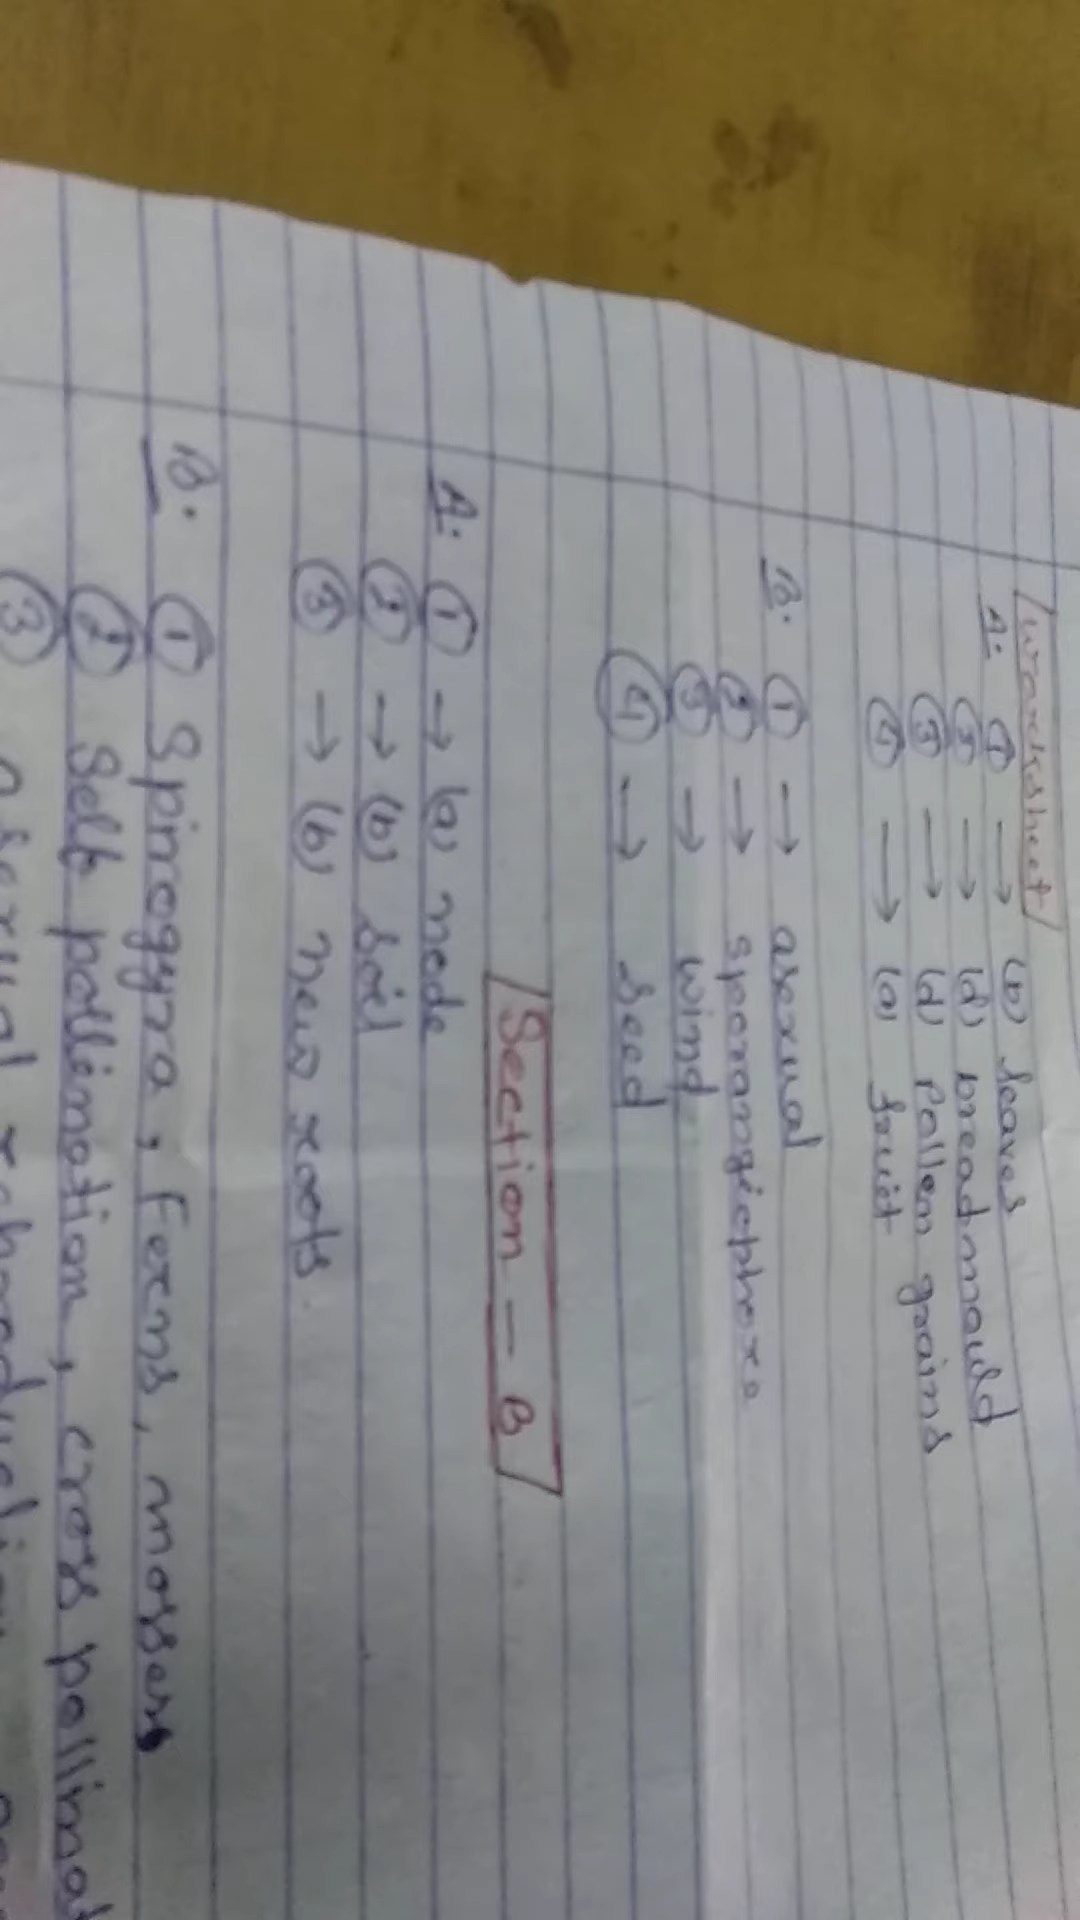 Worksheet
A. ① → (b) leaves
② → (d) bread mould
③ → (d) Pollen grains
④ → (a) fruit
B. ① → asexual
② → Sporangiophore
③ → wind
④ → Seed
Section - B
A. ① → (a) node
② → (b) Soil
③ → (b) new roots.
B. ① Spirogyra, Ferns, mosses
② Self pollination, cross pollinat
③